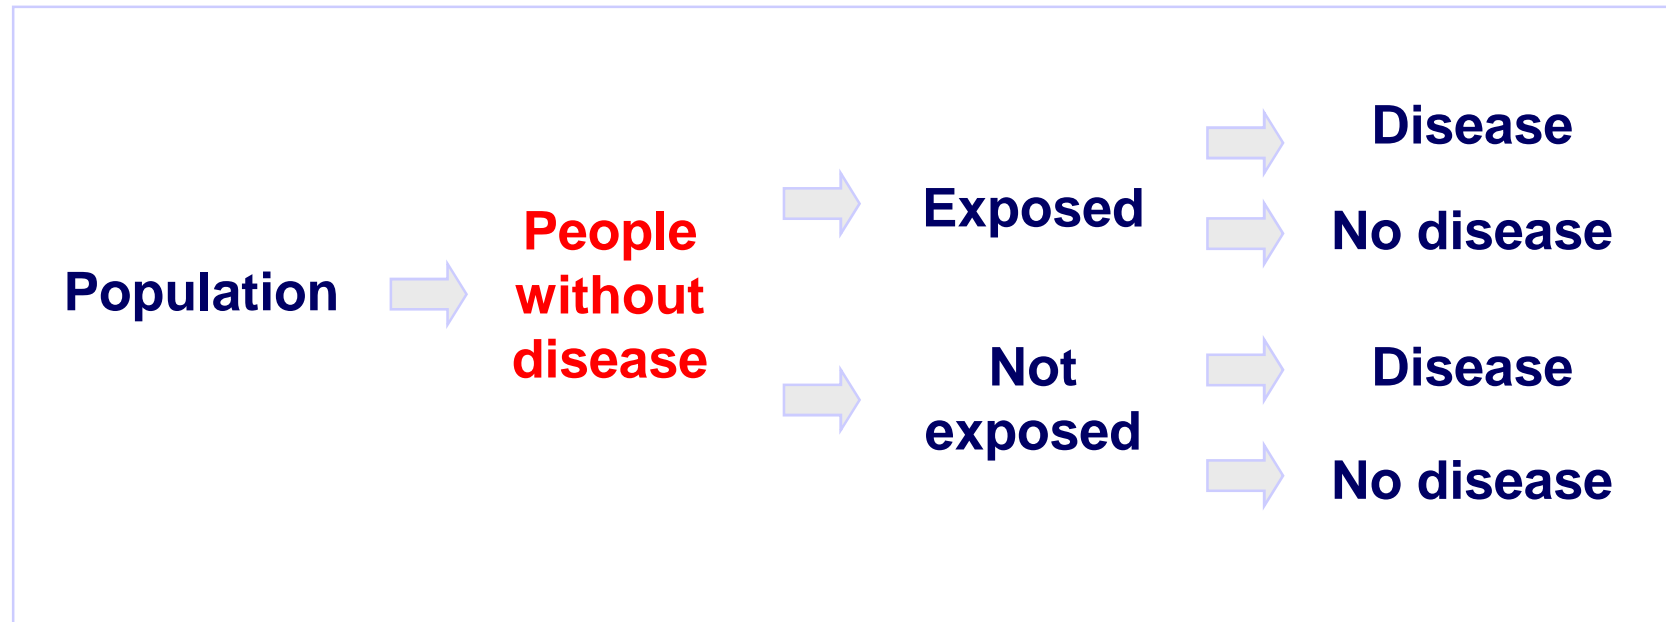 Population
People
without
disease
Exposed
Not
exposed
Disease
No disease
Disease
No disease